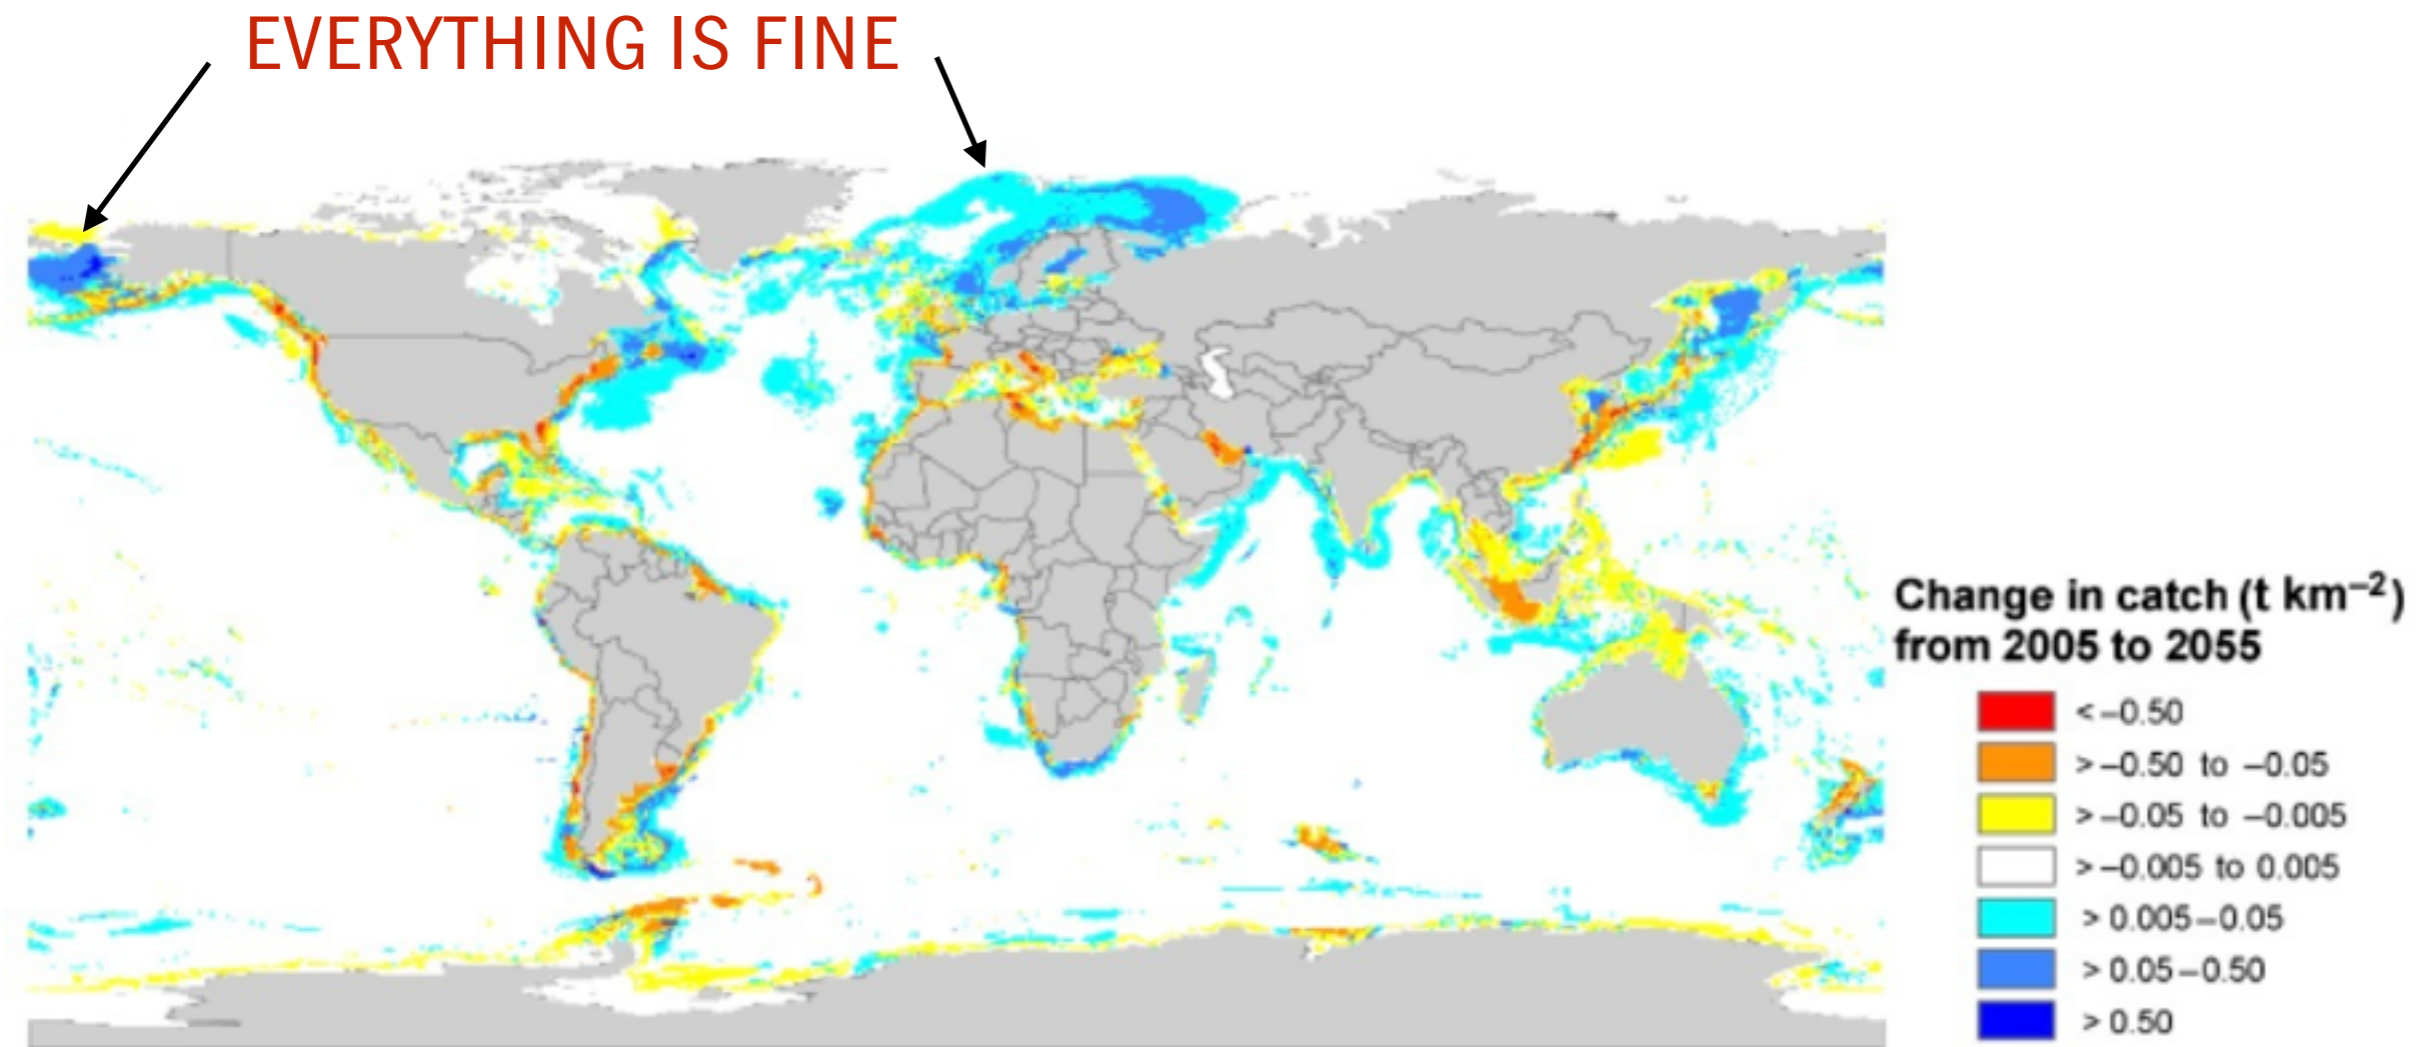 EVERYTHING IS FINE
Change in catch (t km⁻²)
from 2005 to 2055
< –0.50
> –0.50 to –0.05
> –0.05 to –0.005
> –0.005 to 0.005
> 0.005–0.05
> 0.05–0.50
> 0.50